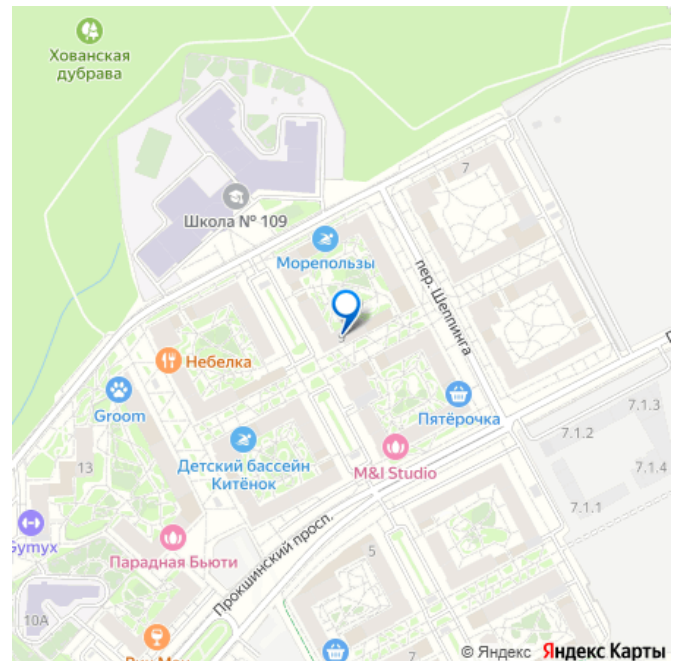 Хованская
дубрава
7
Школа № 109
Морепользы
пер. Шеппинга
9
Небелка
Groom
Пятёрочка
7.1.3
7.1.2
M&I Studio
7.1.4
Детский бассейн
Китёнок
13
7.1.1
Прокшинский просп.
Парадная Бьюти
5
10А
7
© Яндекс Яндекс Карты